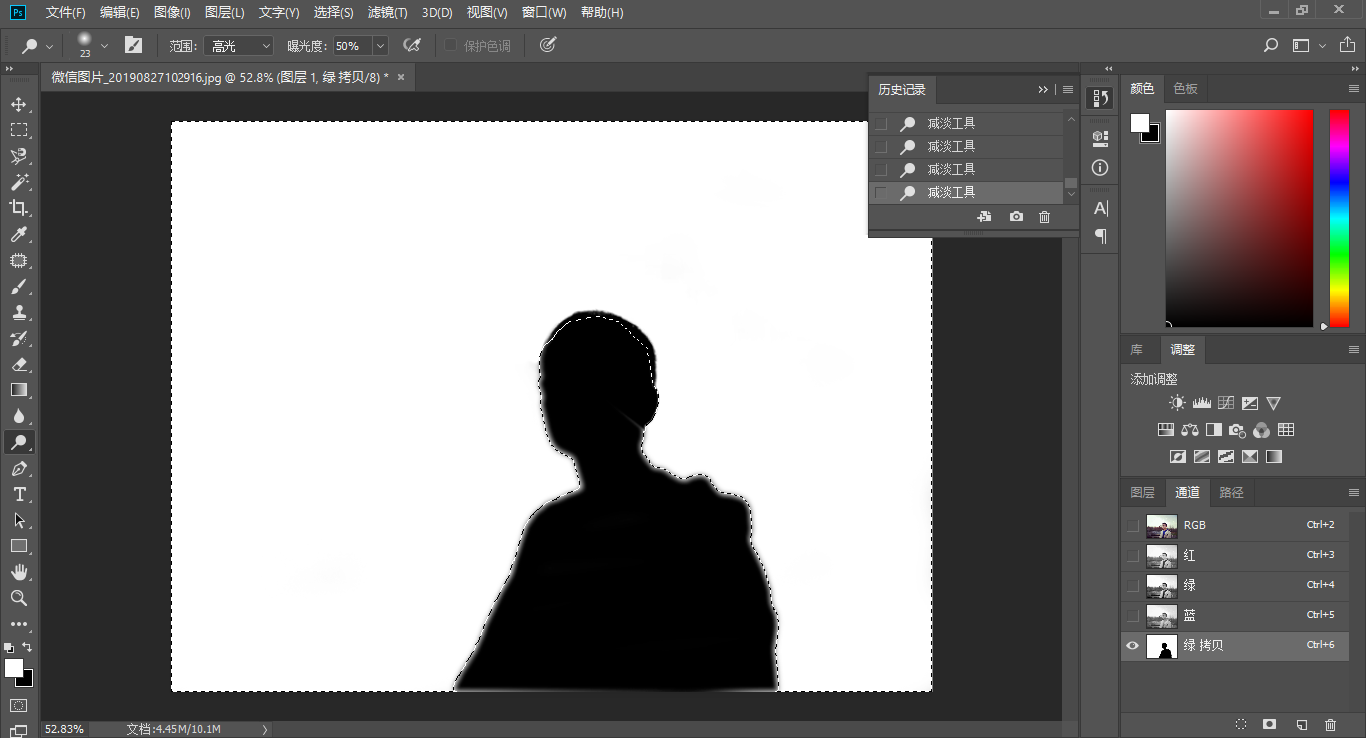 Ps 文件(F) 编辑(E) 图像(I) 图层(L) 文字(Y) 选择(S) 滤镜(T) 3D(D) 视图(V) 窗口(W) 帮助(H)
23 范围: 高光 曝光度: 50% 保护色调
微信图片_20190827102916.jpg @ 52.8% (图层 1, 绿 拷贝/8) * ×
历史记录
减淡工具
减淡工具
减淡工具
减淡工具
颜色 色板
库 调整
添加调整
图层 通道 路径
RGB Ctrl+2
红 Ctrl+3
绿 Ctrl+4
蓝 Ctrl+5
绿 拷贝 Ctrl+6
52.83% 文档:4.45M/10.1M